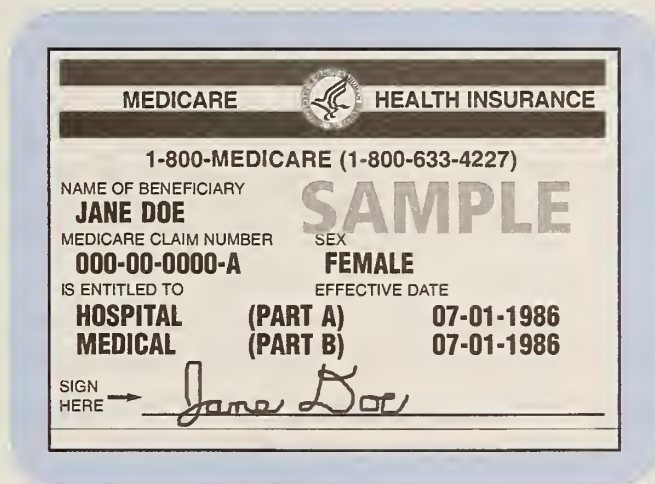 MEDICARE HEALTH INSURANCE
1-800-MEDICARE (1-800-633-4227)
NAME OF BENEFICIARY
JANE DOE
SAMPLE
MEDICARE CLAIM NUMBER SEX
000-00-0000-A FEMALE
IS ENTITLED TO EFFECTIVE DATE
HOSPITAL (PART A) 07-01-1986
MEDICAL (PART B) 07-01-1986
SIGN
HERE
Jane Doe